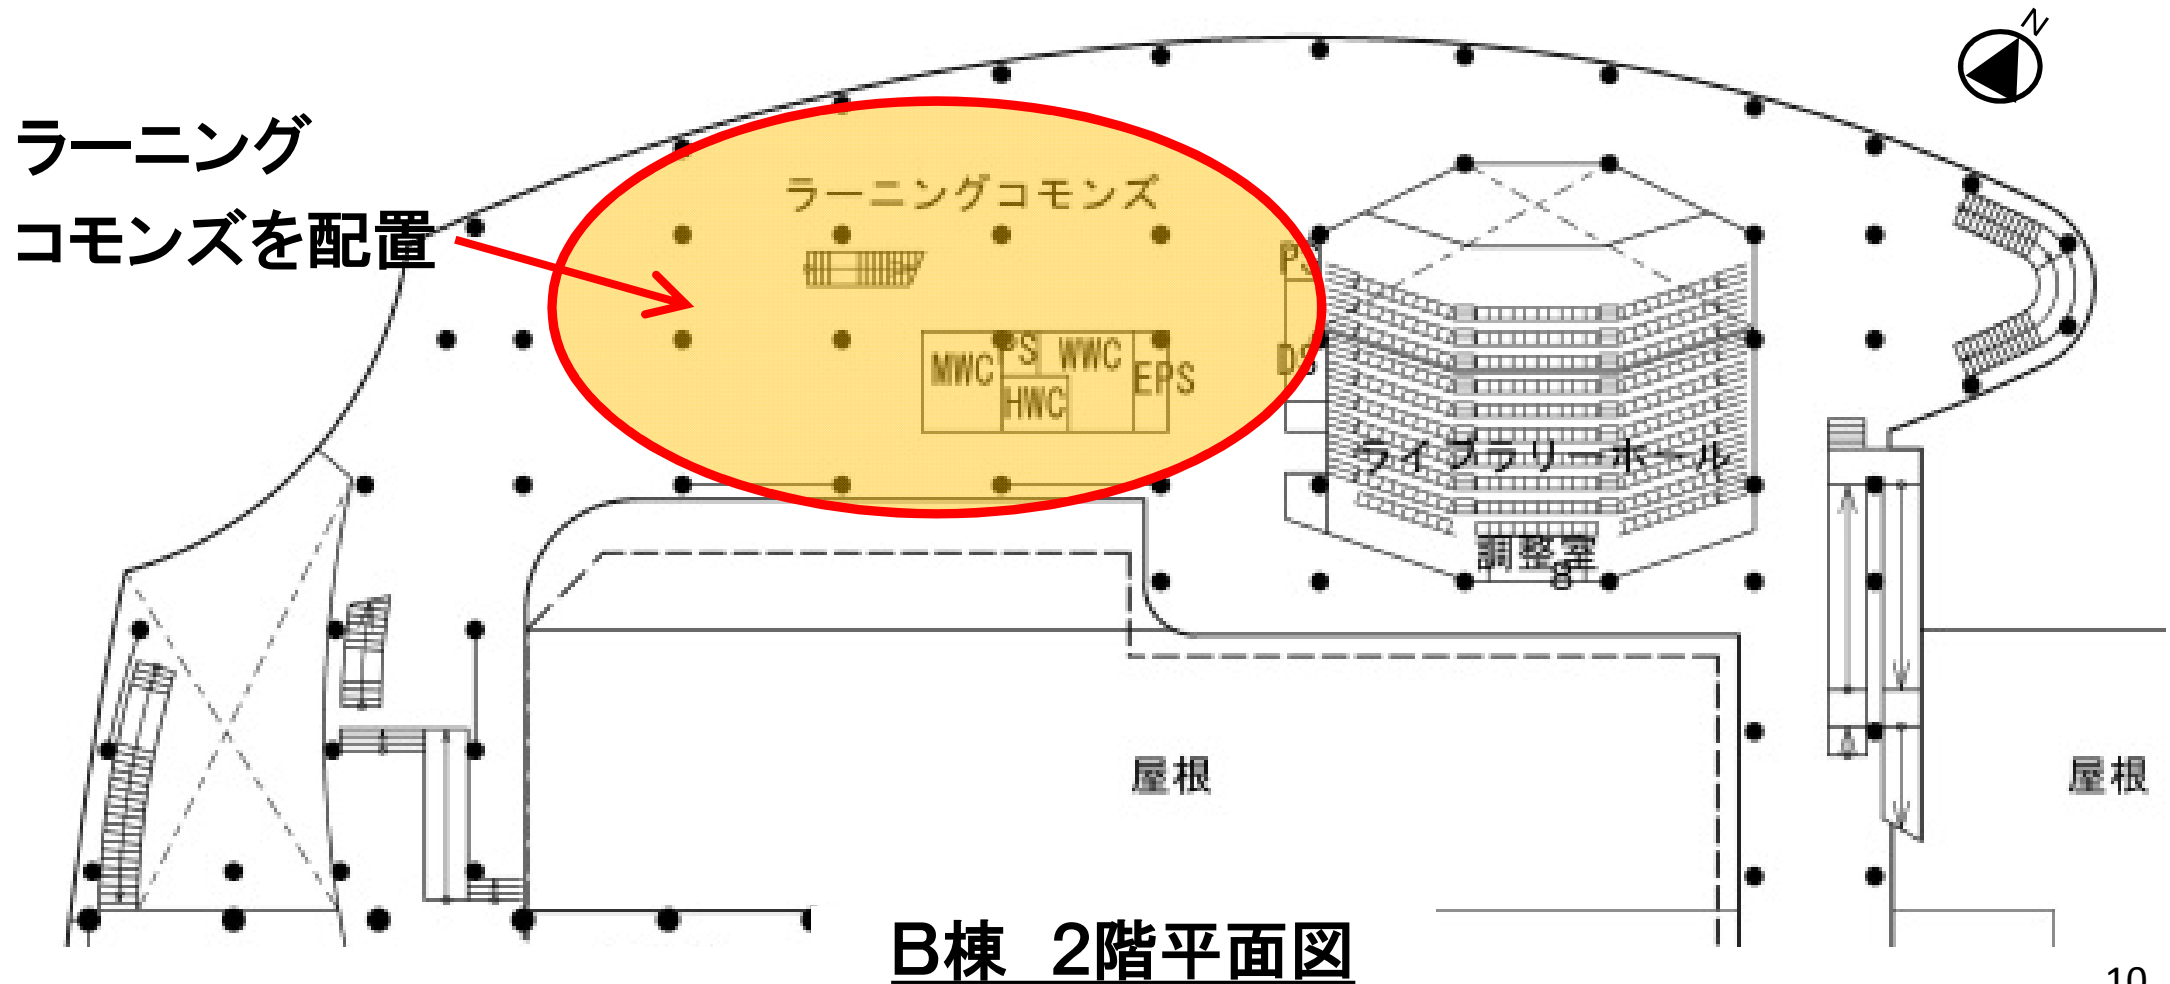 N
ラーニング
コモンズを配置
ラーニングコモンズ
PS
MWC
PS
WWC
EPS
HWC
DS
ライブラリーホール
調整室
8
屋根
屋根
B棟 2階平面図
10